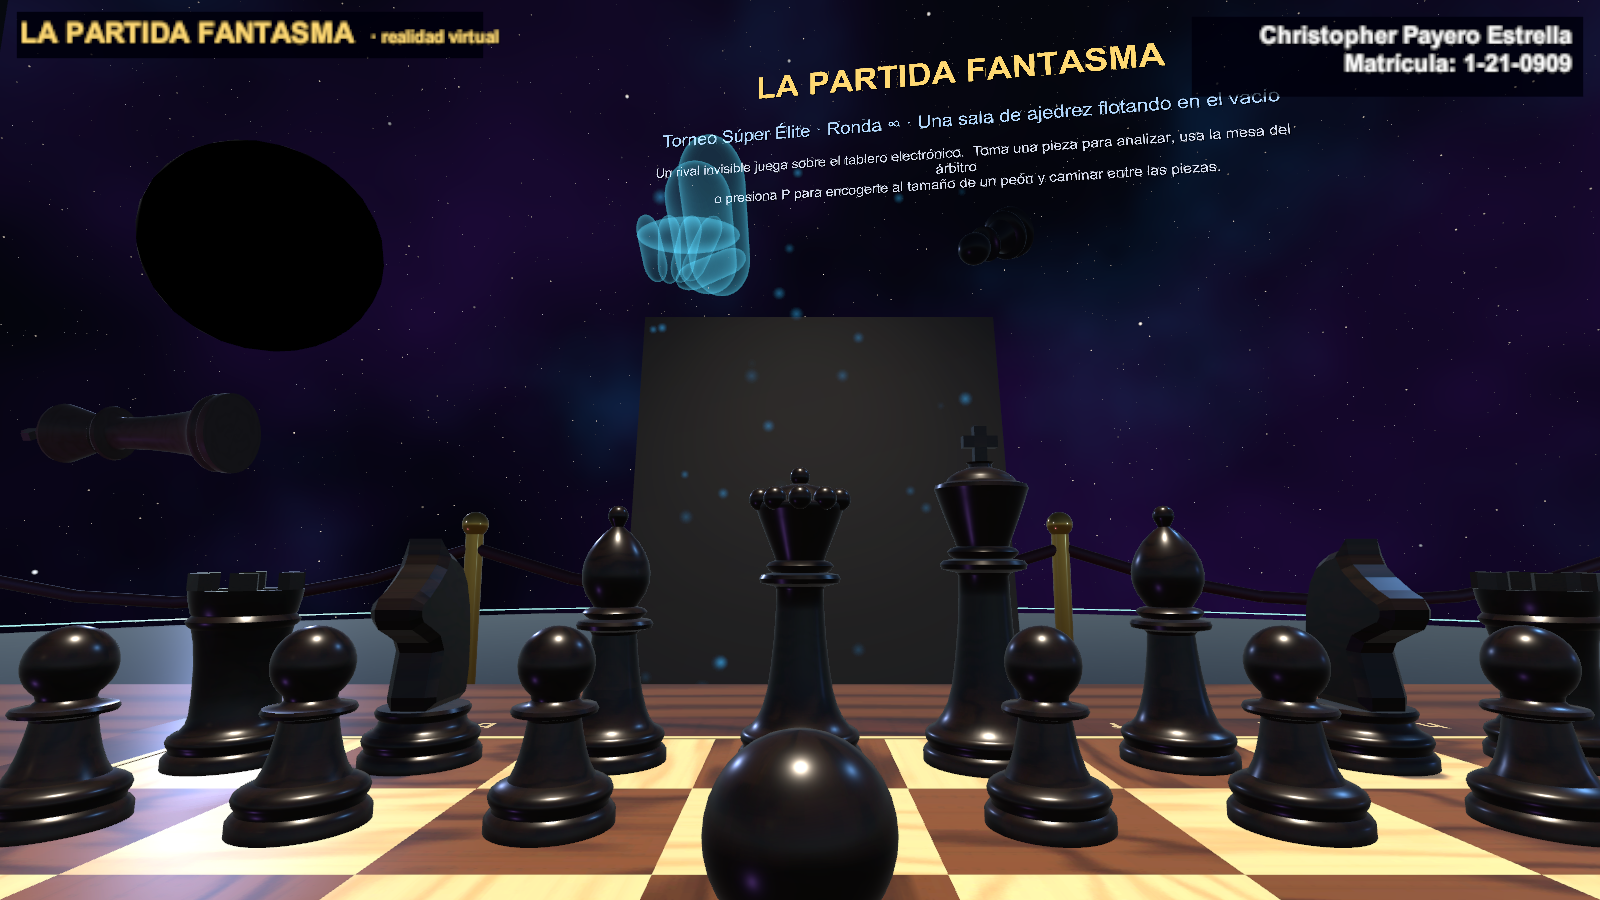 LA PARTIDA FANTASMA · realidad virtual
Christopher Payero Estrella
Matrícula: 1-21-0909
LA PARTIDA FANTASMA
Torneo Súper Élite · Ronda ∞ · Una sala de ajedrez flotando en el vacío
Un rival invisible juega sobre el tablero electrónico. Toma una pieza para analizar, usa la mesa del
árbitro
o presiona P para encogerte al tamaño de un peón y caminar entre las piezas.